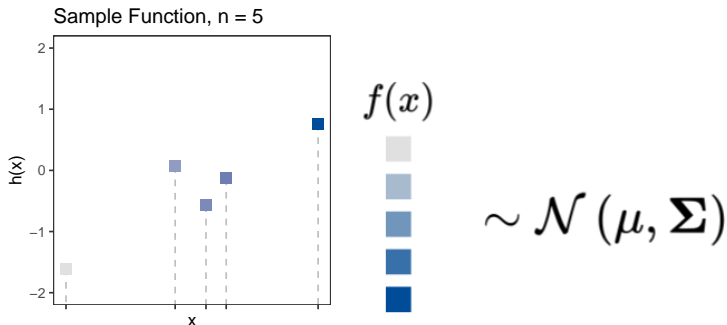 Sample Function, n = 5
2
1
0
−1
−2
h(x)
x
f(x)
∼ 𝒩 (μ, Σ)